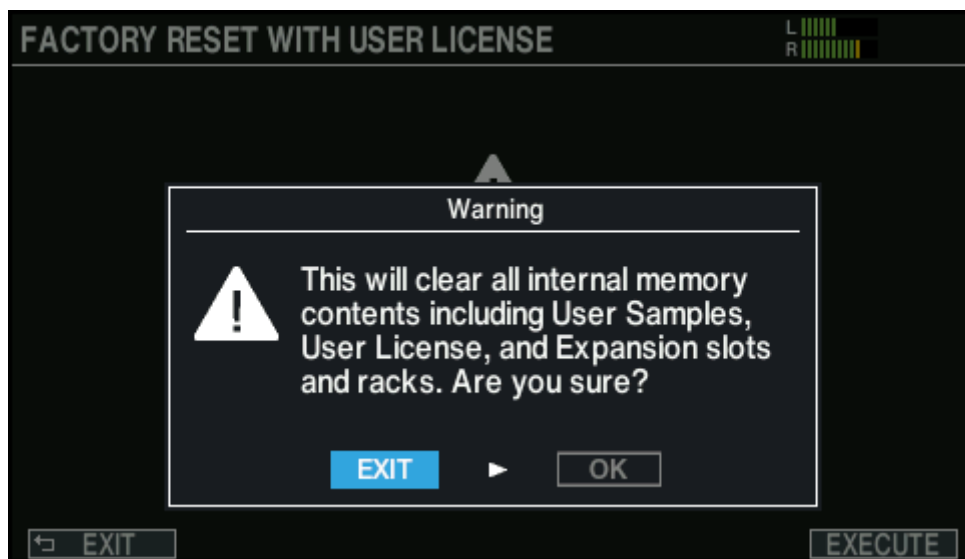 FACTORY RESET WITH USER LICENSE
L
R
Warning
This will clear all internal memory
contents including User Samples,
User License, and Expansion slots
and racks. Are you sure?
EXIT ► OK
EXIT EXECUTE